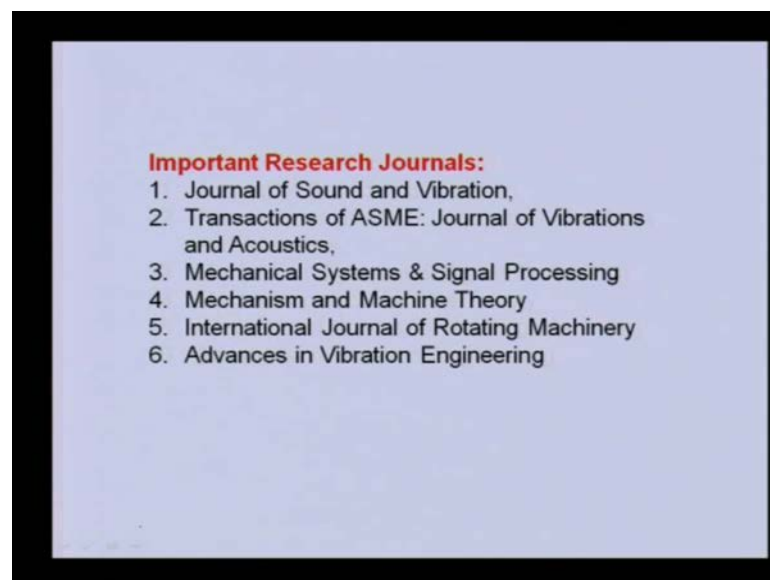 Important Research Journals:
1. Journal of Sound and Vibration,
2. Transactions of ASME: Journal of Vibrations
and Acoustics,
3. Mechanical Systems & Signal Processing
4. Mechanism and Machine Theory
5. International Journal of Rotating Machinery
6. Advances in Vibration Engineering